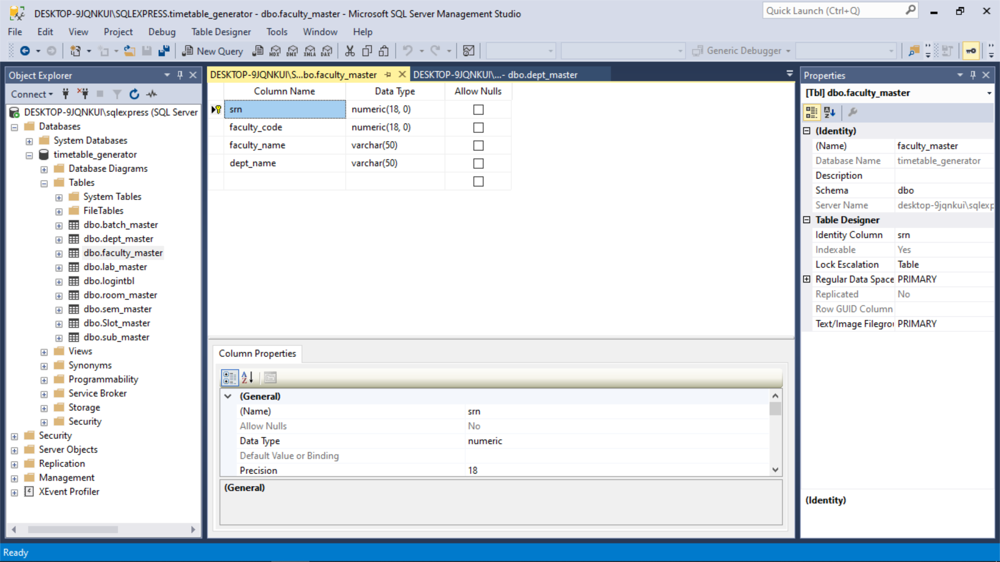 DESKTOP-9JQNKUI\SQLEXPRESS.timetable_generator - dbo.faculty_master - Microsoft SQL Server Management Studio
Quick Launch (Ctrl+Q)
File Edit View Project Debug Table Designer Tools Window Help
New Query MDX DMX XMLA DAX Generic Debugger
Object Explorer
Connect
DESKTOP-9JQNKUI\sqlexpress (SQL Server
Databases
System Databases
timetable_generator
Database Diagrams
Tables
System Tables
FileTables
dbo.batch_master
dbo.dept_master
dbo.faculty_master
dbo.lab_master
dbo.logintbl
dbo.room_master
dbo.sem_master
dbo.Slot_master
dbo.sub_master
Views
Synonyms
Programmability
Service Broker
Storage
Security
Security
Server Objects
Replication
Management
XEvent Profiler
DESKTOP-9JQNKUI\S...bo.faculty_master DESKTOP-9JQNKUI\...- dbo.dept_master
Column Name Data Type Allow Nulls
srn numeric(18, 0)
faculty_code numeric(18, 0)
faculty_name varchar(50)
dept_name varchar(50)
Column Properties
(General)
(Name) srn
Allow Nulls No
Data Type numeric
Default Value or Binding
Precision 18
(General)
Properties
[Tbl] dbo.faculty_master
(Identity)
(Name) faculty_master
Database Name timetable_generator
Description
Schema dbo
Server Name desktop-9jqnkui\sqlexp
Table Designer
Identity Column srn
Indexable Yes
Lock Escalation Table
Regular Data Space PRIMARY
Replicated No
Row GUID Column
Text/Image Filegrou PRIMARY
(Identity)
Ready